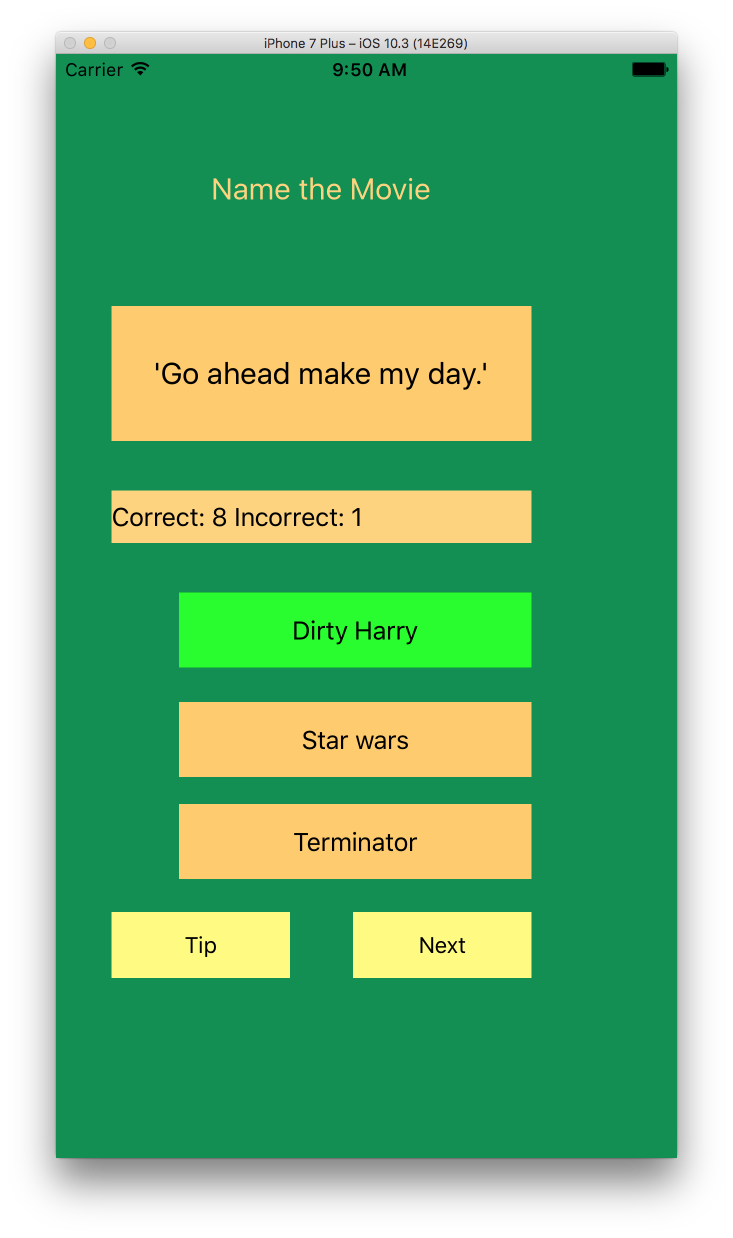 iPhone 7 Plus – iOS 10.3 (14E269)
Carrier 9:50 AM
Name the Movie
'Go ahead make my day.'
Correct: 8 Incorrect: 1
Dirty Harry
Star wars
Terminator
Tip Next